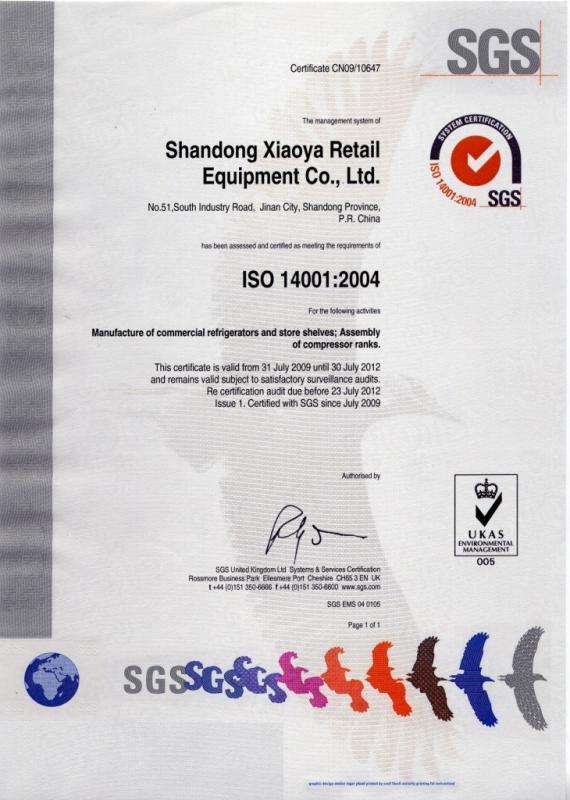 SGS
Certificate CN09/10647
The management system of
Shandong Xiaoya Retail
Equipment Co., Ltd.
No.51,South Industry Road, Jinan City, Shandong Province,
P.R. China
SYSTEM CERTIFICATION
ISO 14001:2004
SGS
has been assessed and certified as meeting the requirements of
ISO 14001:2004
For the following activities
Manufacture of commercial refrigerators and store shelves; Assembly
of compressor ranks.
This certificate is valid from 31 July 2009 until 30 July 2012
and remains valid subject to satisfactory surveillance audits.
Re certification audit due before 23 July 2012
Issue 1. Certified with SGS since July 2009
Authorised by
UKAS
ENVIRONMENTAL
MANAGEMENT
005
SGS United Kingdom Ltd Systems & Services Certification
Rossmore Business Park Ellesmere Port Cheshire CH65 3 EN UK
t +44 (0)151 350-6666 f +44 (0)151 350-6600 www.sgs.com
SGS EMS 04 0105
Page 1 of 1
SGSSGSSGS